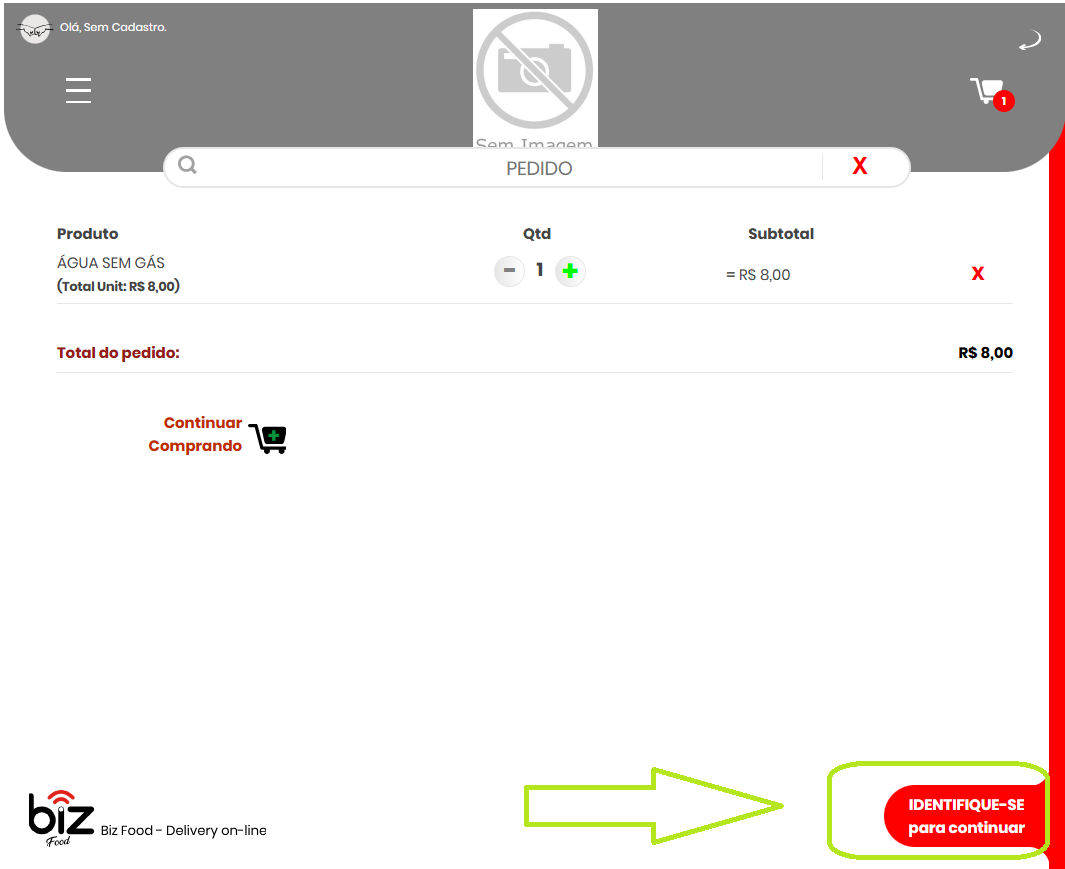 Olá, Sem Cadastro.
1
Sem Imagem
PEDIDO
X
Produto
Qtd
Subtotal
ÁGUA SEM GÁS
(Total Unit: R$ 8,00)
1
= R$ 8,00
X
Total do pedido:
R$ 8,00
Continuar
Comprando
IDENTIFIQUE-SE
para continuar
biz
Food
Biz Food - Delivery on-line